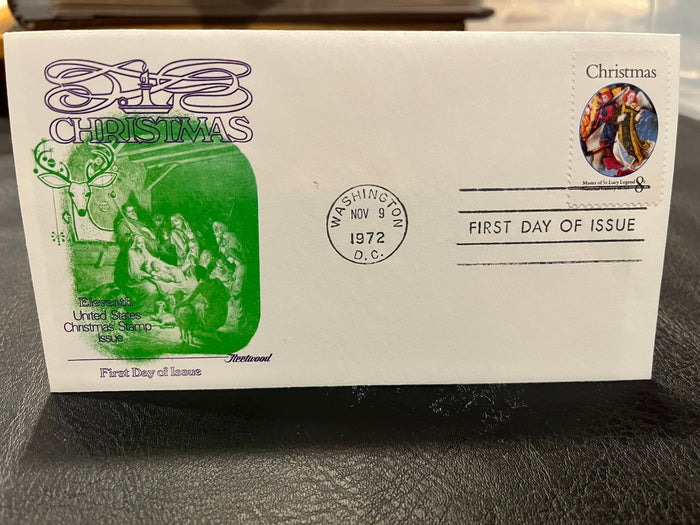 CHRISTMAS
Eleventh
United States
Christmas Stamp
Issue
Fleetwood
First Day of Issue
WASHINGTON
NOV 9
1972
D.C.
FIRST DAY OF ISSUE
Christmas
Master of St. Lucy Legend 8c